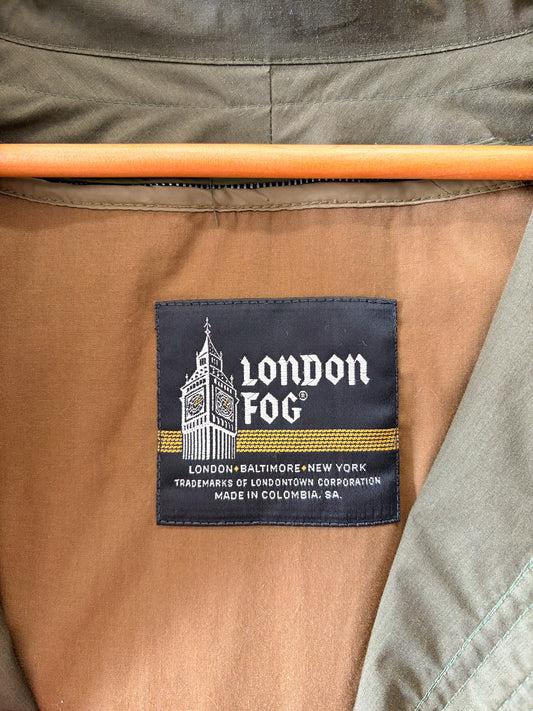 LONDON
FOG®
LONDON♦BALTIMORE♦NEW YORK
TRADEMARKS OF LONDONTOWN CORPORATION
MADE IN COLOMBIA. SA.